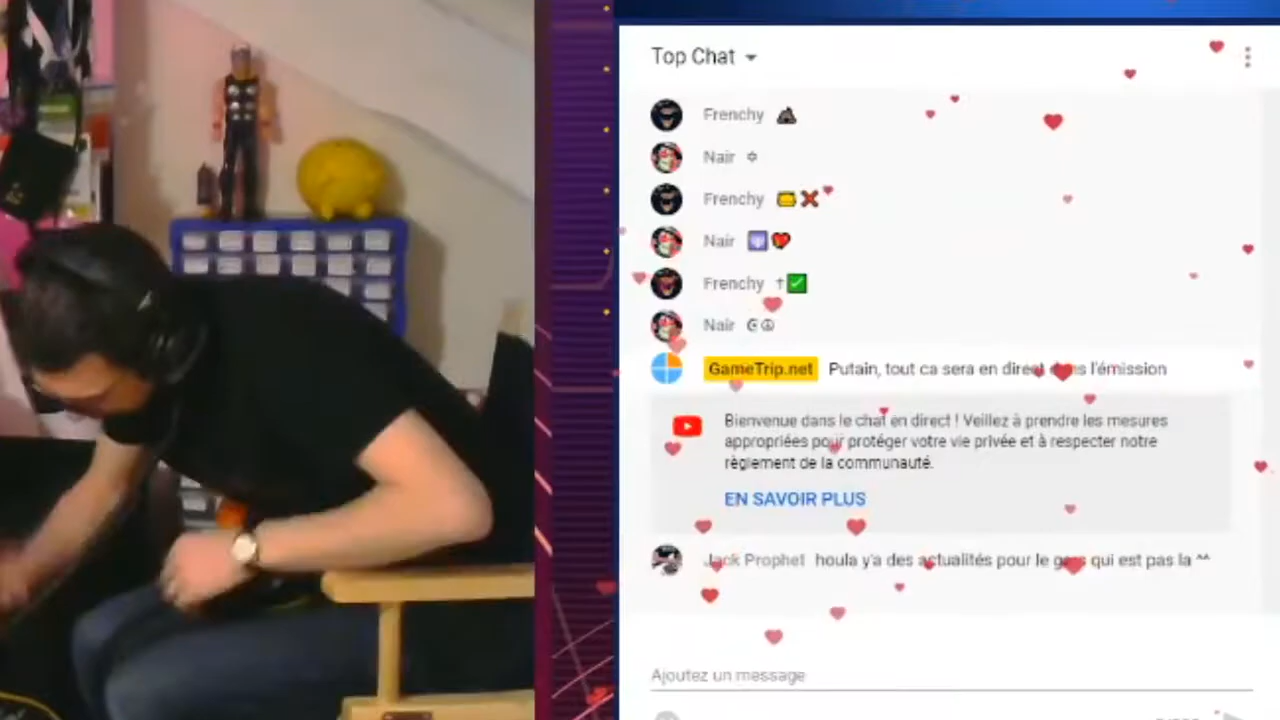 Top Chat
Frenchy
Nair
Frenchy
Nair
Frenchy
Nair
GameTrip.net Putain, tout ca sera en direct dans l'émission
Bienvenue dans le chat en direct ! Veillez à prendre les mesures
appropriées pour protéger votre vie privée et à respecter notre
règlement de la communauté.
EN SAVOIR PLUS
Jack Prophet houla y'a des actualités pour le gars qui est pas la ^^
Ajoutez un message